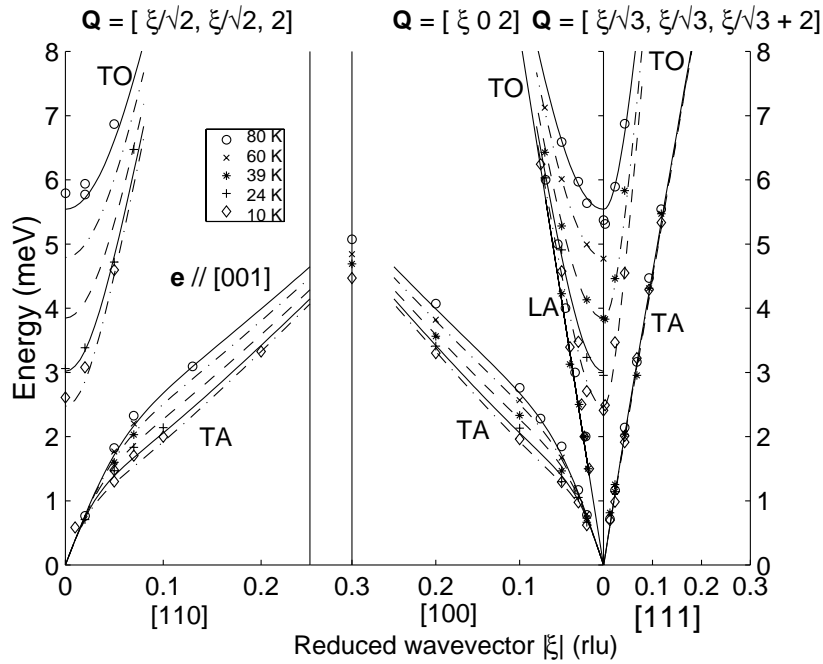 Q = [ ξ/√2, ξ/√2, 2] Q = [ ξ 0 2] Q = [ ξ/√3, ξ/√3, ξ/√3 + 2]
8 8
TO TO TO
7 7
80 K
60 K
39 K
24 K
10 K
6 6
5 5
e // [001]
Energy (meV)
4 4
LA TA
3 3
2 TA TA 2
1 1
0 0
0 0.1 0.2 0.3 0.2 0.1 0 0.1 0.2 0.3
[110] [100] [111]
Reduced wavevector |ξ| (rlu)